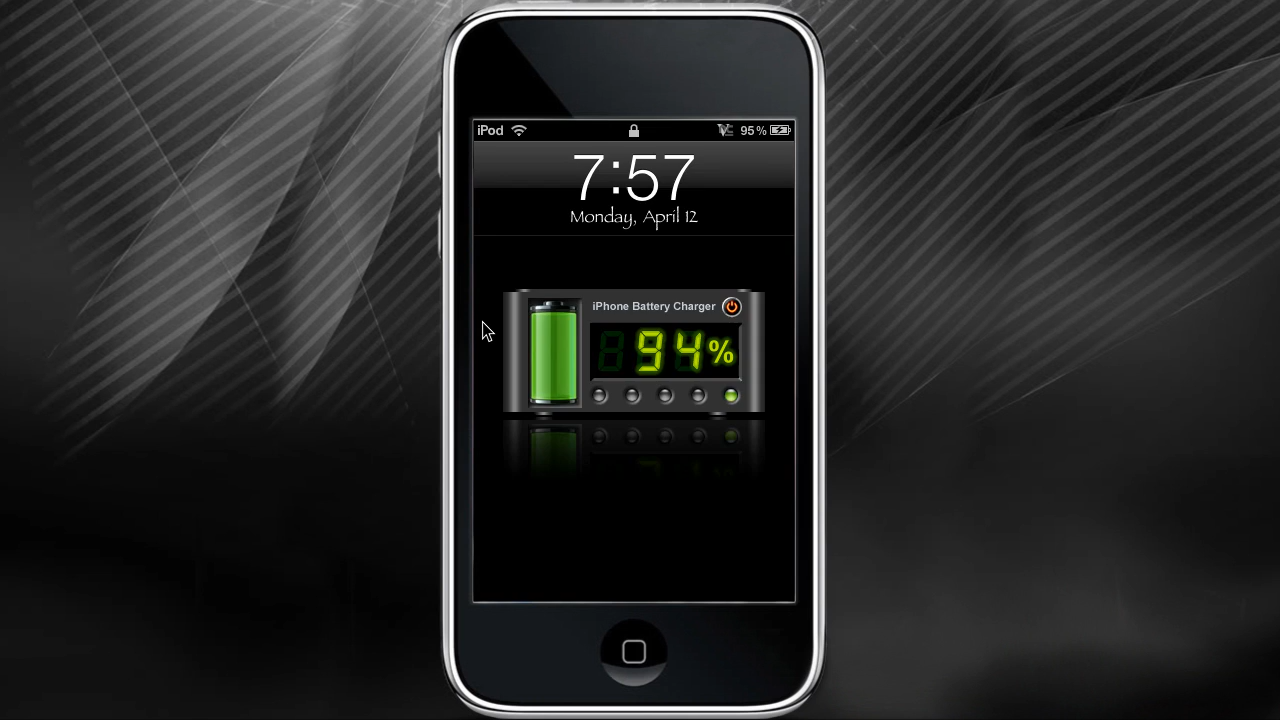 iPod 95%
7:57
Monday, April 12
iPhone Battery Charger
94%